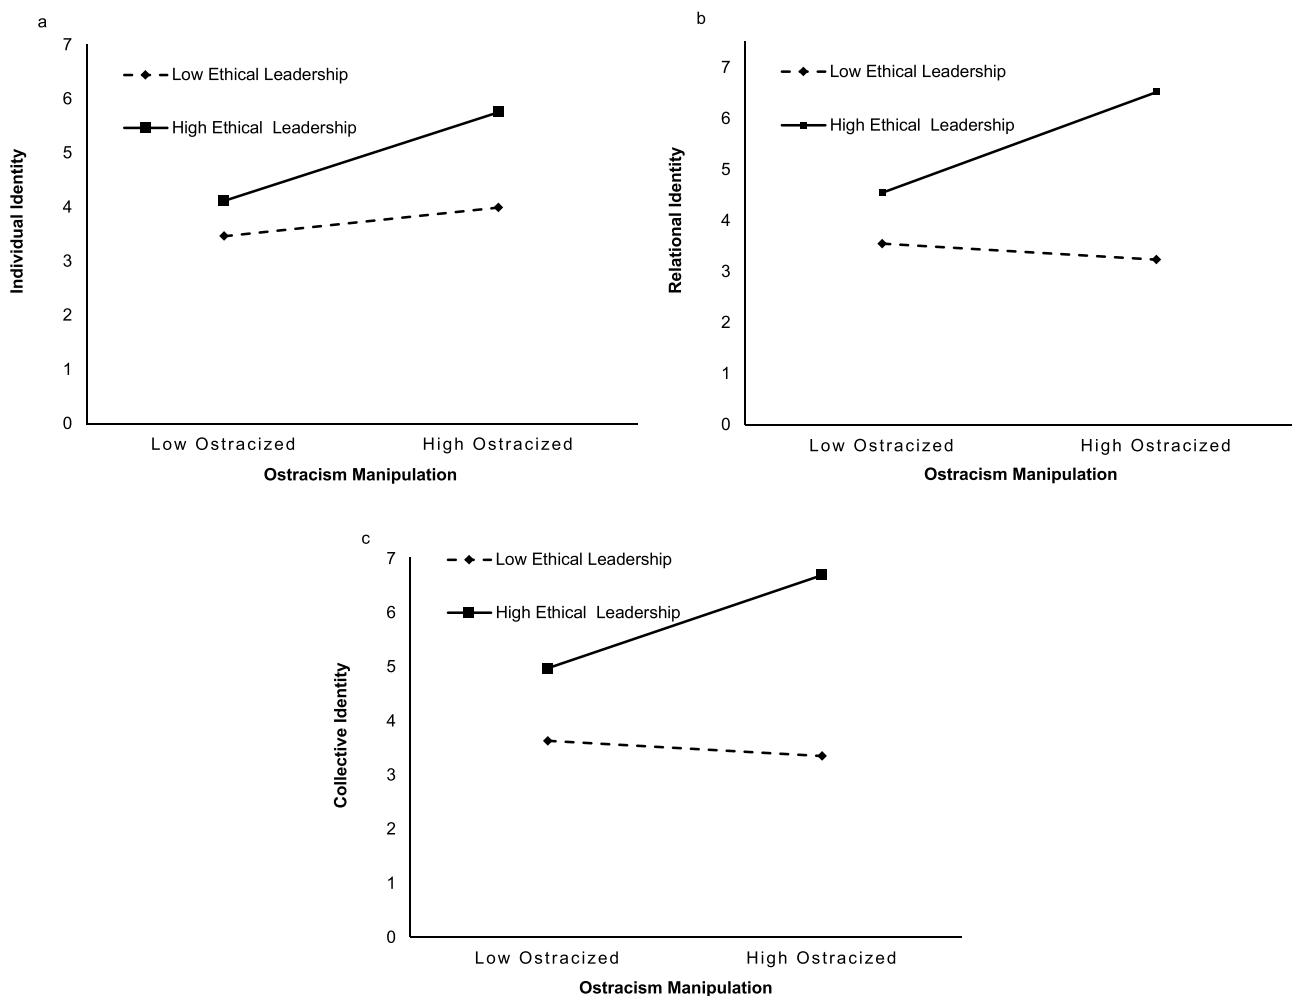 a
7
6
5
4
3
2
1
0
Individual Identity
Low Ethical Leadership
High Ethical  Leadership
Low Ostracized
High Ostracized
Ostracism Manipulation
b
7
6
5
4
3
2
1
0
Relational Identity
Low Ethical Leadership
High Ethical  Leadership
Low Ostracized
High Ostracized
Ostracism Manipulation
c
7
6
5
4
3
2
1
0
Collective Identity
Low Ethical Leadership
High Ethical  Leadership
Low Ostracized
High Ostracized
Ostracism Manipulation